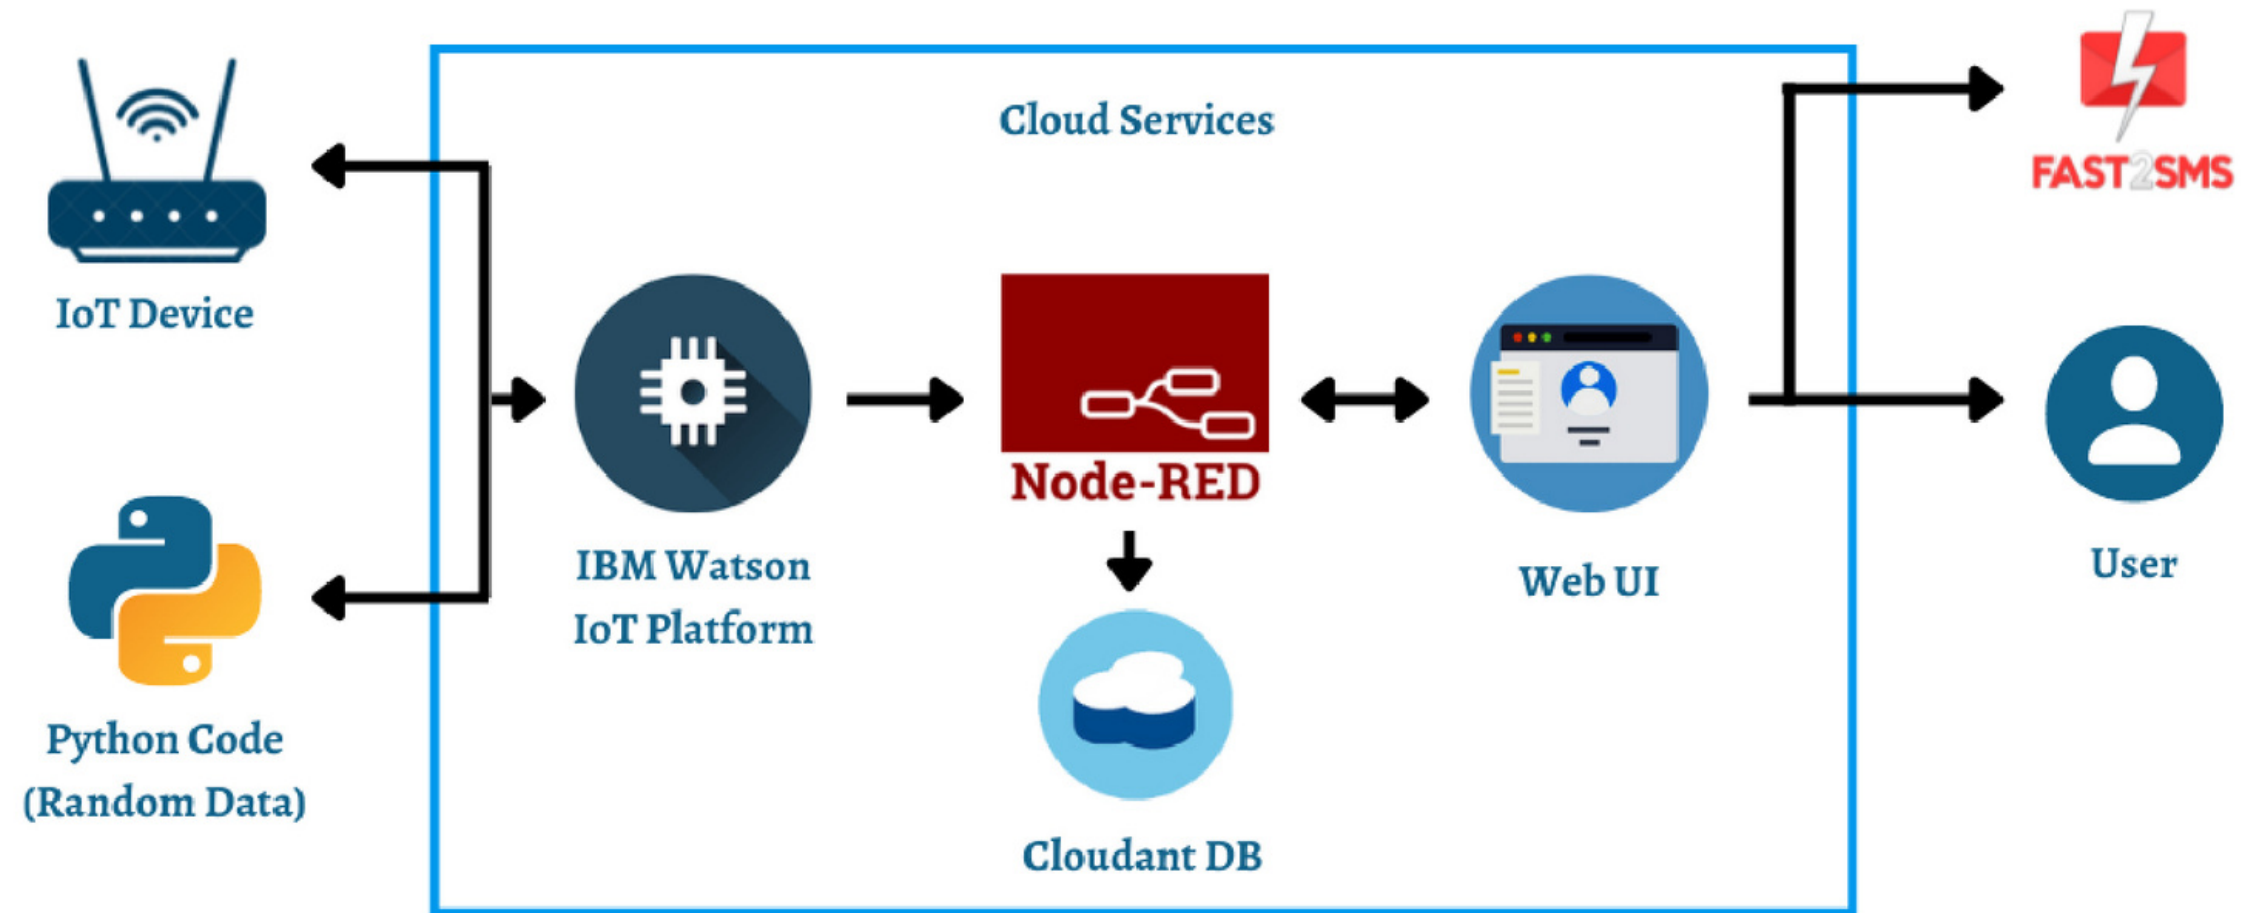 Cloud Services
FAST2SMS
IoT Device
Node-RED
IBM Watson
IoT Platform
Web UI
User
Python Code
(Random Data)
Cloudant DB